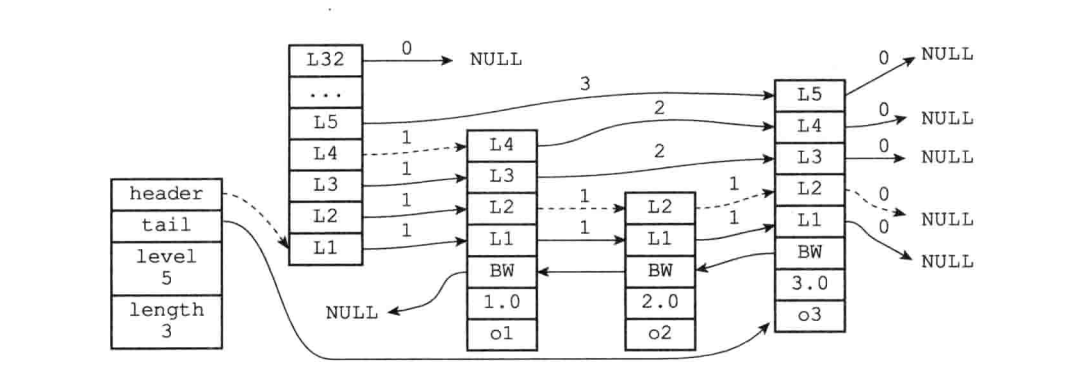 L32
0
NULL
...
L5
3
L4
1
L3
1
L2
1
L1
1
header
tail
level
5
length
3
NULL
L4
2
L3
2
L2
1
L1
1
BW
1.0
o1
L2
1
L1
1
BW
2.0
o2
L5
0
NULL
L4
0
NULL
L3
0
NULL
L2
0
NULL
L1
0
NULL
BW
3.0
o3